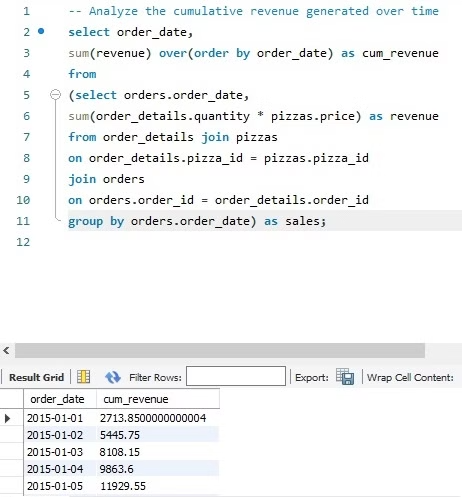 1 -- Analyze the cumulative revenue generated over time
2 select order_date,
3 sum(revenue) over(order by order_date) as cum_revenue
4 from
5 (select orders.order_date,
6 sum(order_details.quantity * pizzas.price) as revenue
7 from order_details join pizzas
8 on order_details.pizza_id = pizzas.pizza_id
9 join orders
10 on orders.order_id = order_details.order_id
11 group by orders.order_date) as sales;
12
Result Grid Filter Rows: Export: Wrap Cell Content:
order_date cum_revenue
2015-01-01 2713.8500000000004
2015-01-02 5445.75
2015-01-03 8108.15
2015-01-04 9863.6
2015-01-05 11929.55